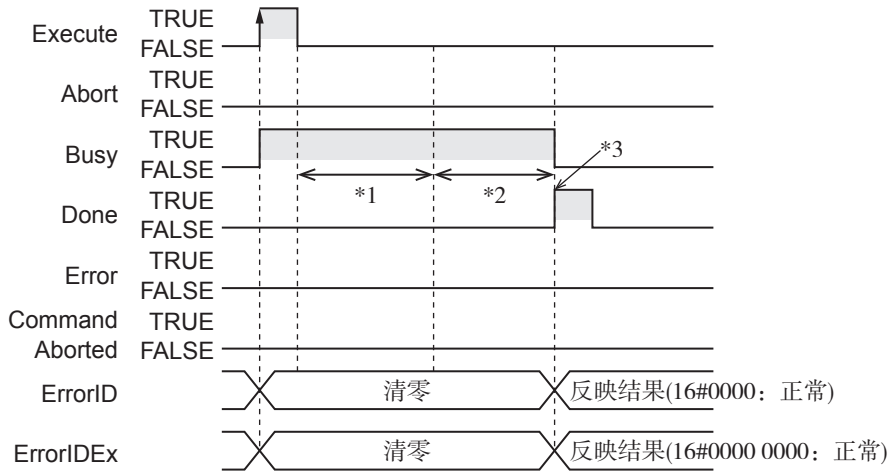 Execute TRUE
FALSE
Abort TRUE
FALSE
Busy TRUE
FALSE
*1 *2 *3
Done TRUE
FALSE
Error TRUE
FALSE
Command TRUE
Aborted FALSE
ErrorID 清零 反映结果(16#0000：正常)
ErrorIDEx 清零 反映结果(16#0000 0000：正常)